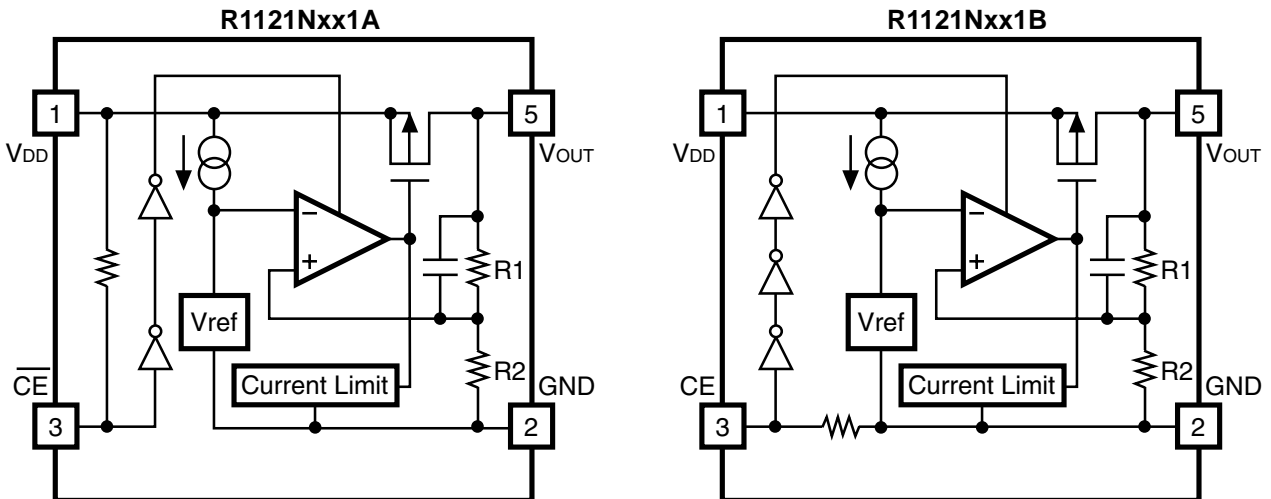 R1121Nxx1A
1
5
VDD
VOUT
−
+
R1
Vref
R2
Current Limit
C̅E̅
GND
3
2
R1121Nxx1B
1
5
VDD
VOUT
−
+
R1
Vref
R2
Current Limit
CE
GND
3
2